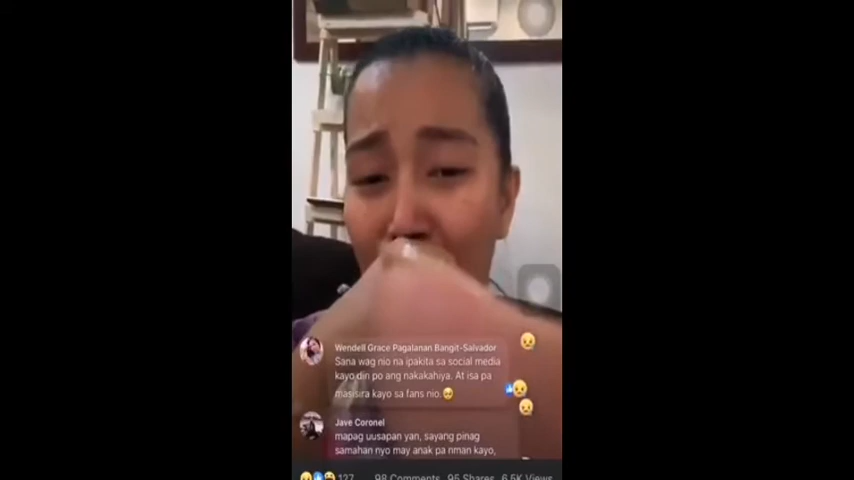 Wendell Grace Pagalanan Bangit-Salvador
Sana wag nio na ipakita sa social media
kayo din po ang nakakahiya. At isa pa
masisira kayo sa fans nio.🥺
Jave Coronel
mapag uusapan yan, sayang pinag
samahan nyo may anak pa nman kayo,
127 98 Comments 95 Shares 6.5K Views